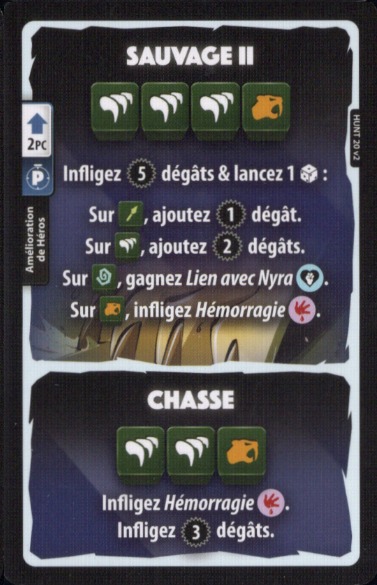 SAUVAGE II
2PC
P
Amélioration
de Héros
HUNT 20 v2
Infligez 5 dégâts & lancez 1 :
Sur , ajoutez 1 dégât.
Sur , ajoutez 2 dégâts.
Sur , gagnez Lien avec Nyra .
Sur , infligez Hémorragie .
CHASSE
Infligez Hémorragie .
Infligez 3 dégâts.